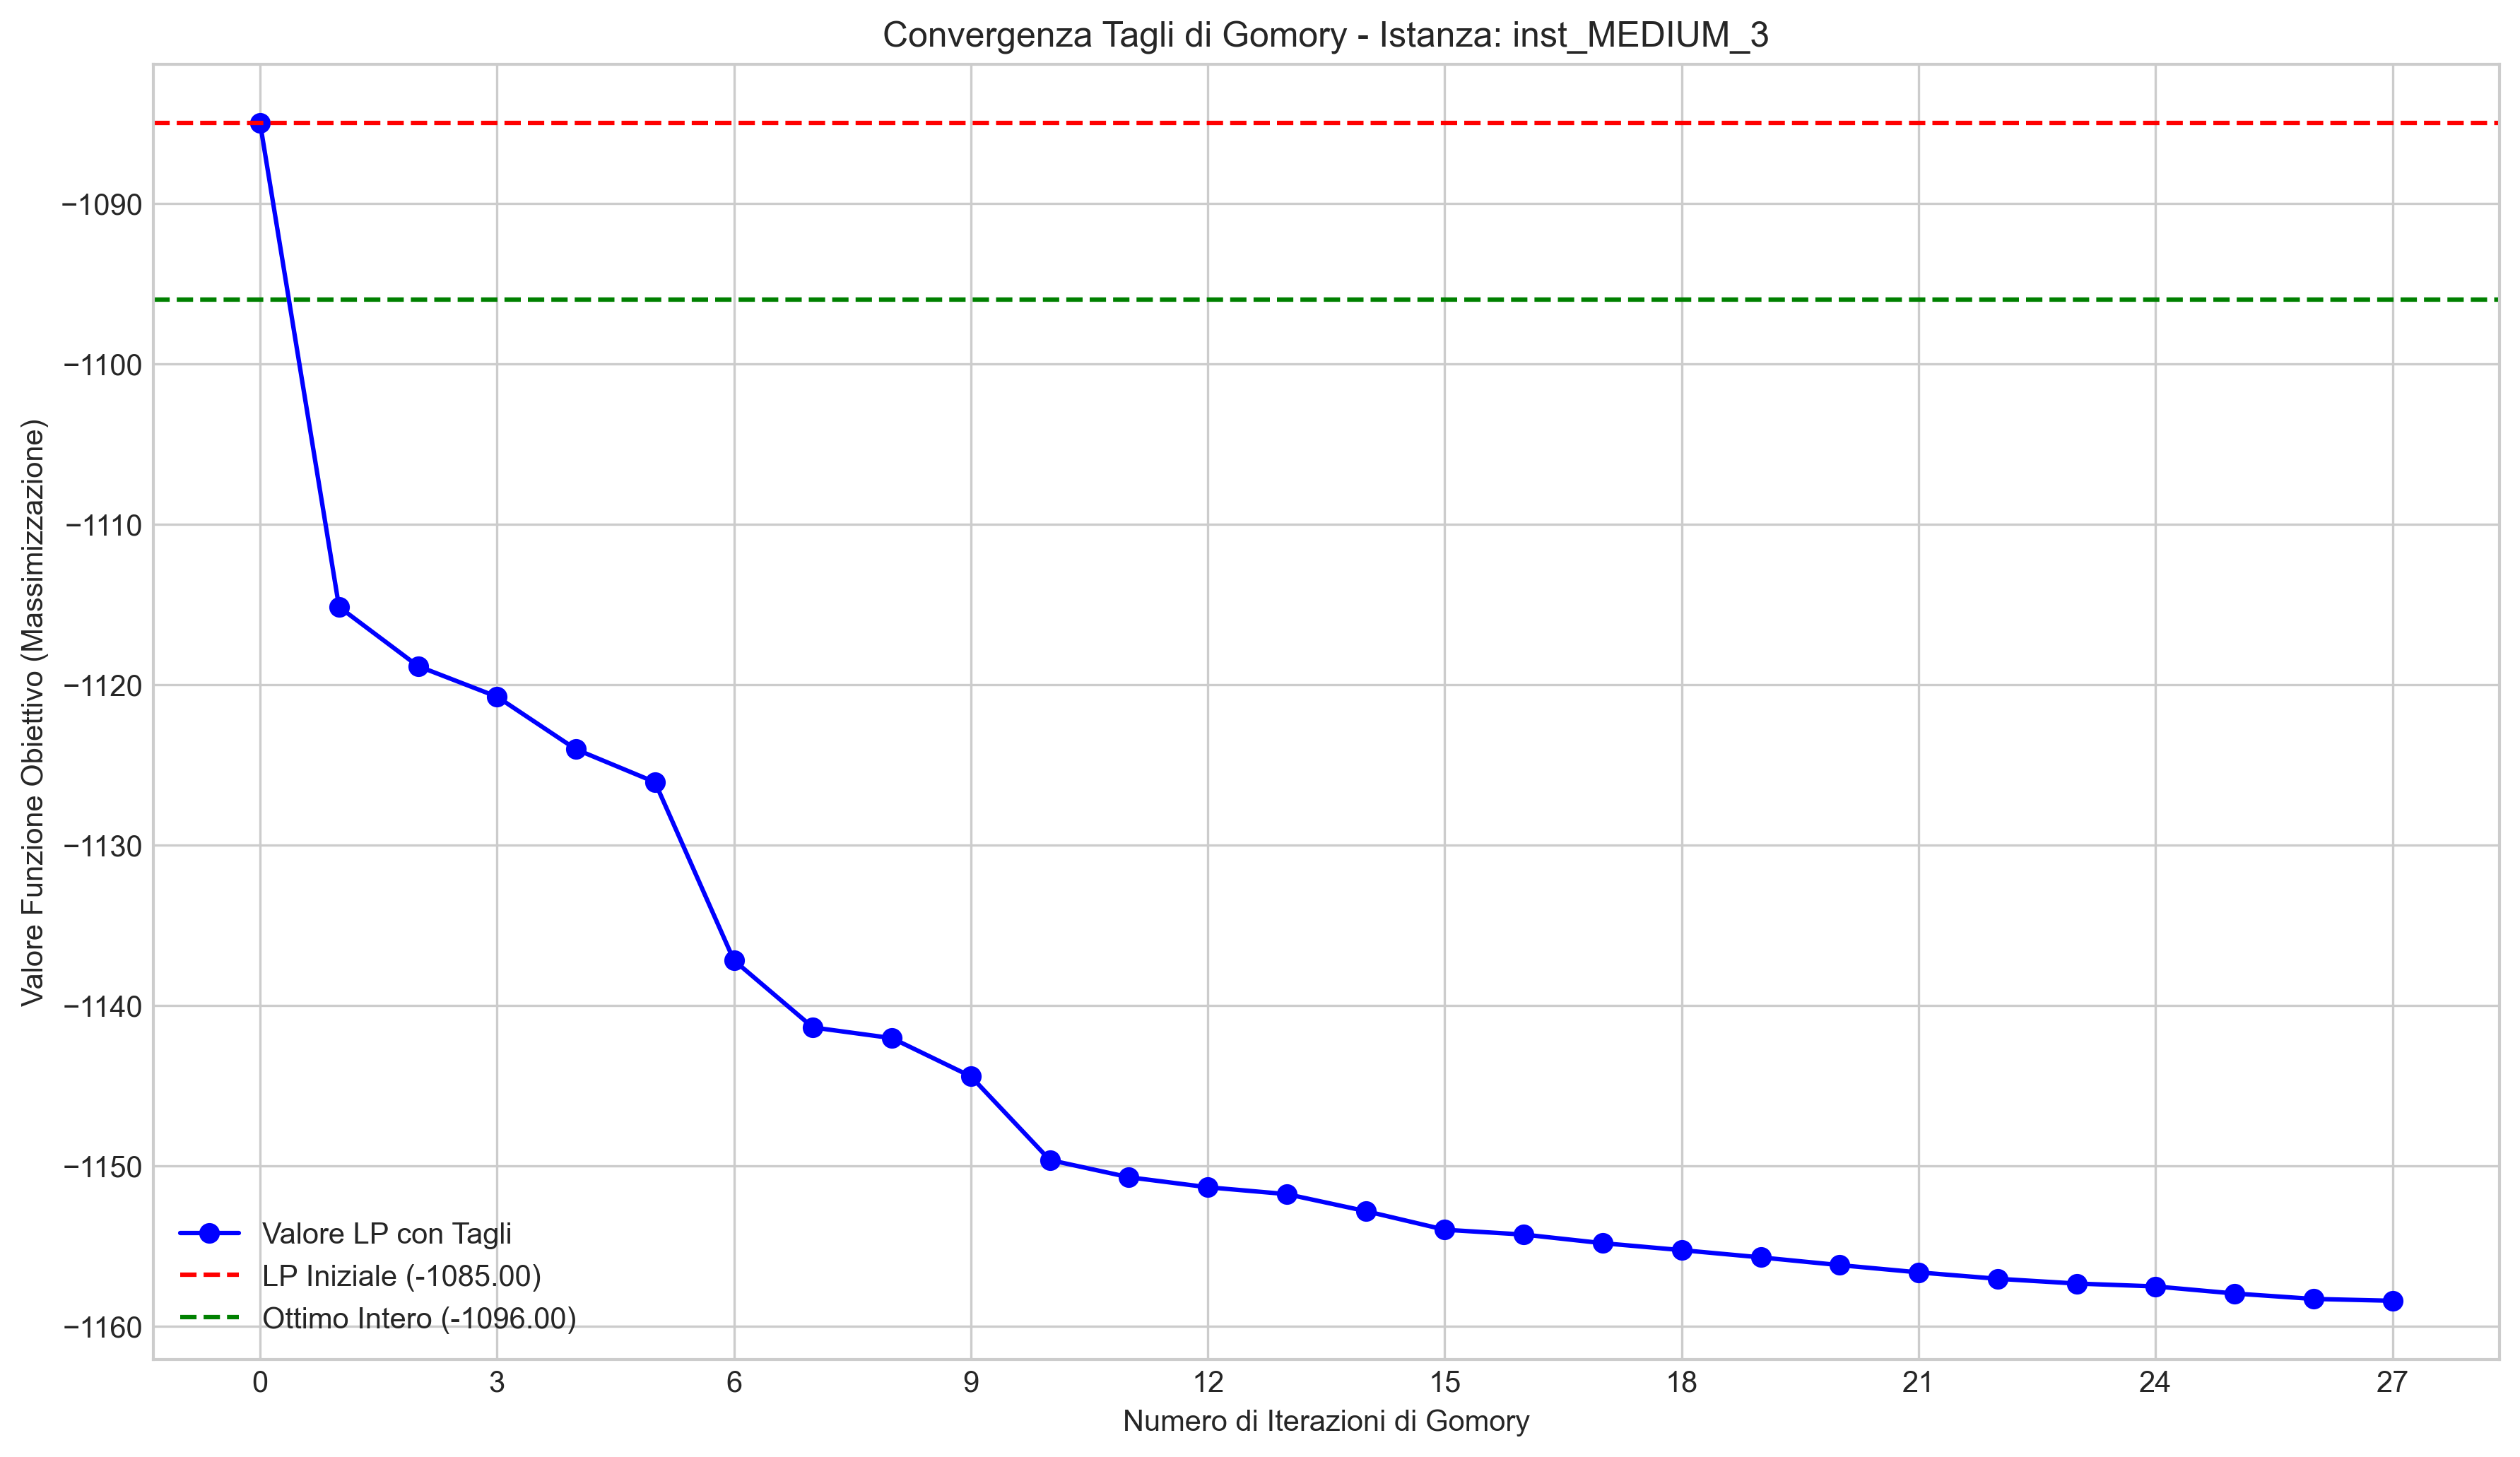 Convergenza Tagli di Gomory - Istanza: inst_MEDIUM_3
Valore Funzione Obiettivo (Massimizzazione)
−1090
−1100
−1110
−1120
−1130
−1140
−1150
−1160
Valore LP con Tagli
LP Iniziale (-1085.00)
Ottimo Intero (-1096.00)
0 3 6 9 12 15 18 21 24 27
Numero di Iterazioni di Gomory